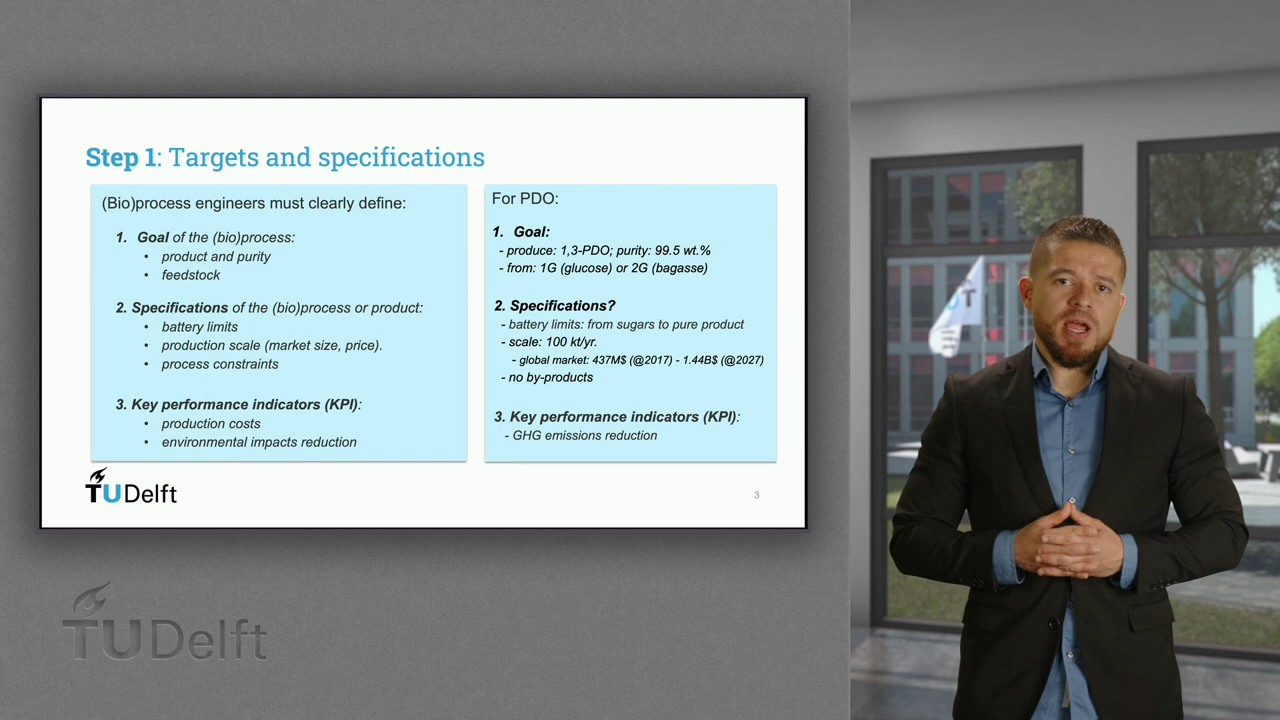 Step 1: Targets and specifications
(Bio)process engineers must clearly define:
1. Goal of the (bio)process:
• product and purity
• feedstock
2. Specifications of the (bio)process or product:
• battery limits
• production scale (market size, price).
• process constraints
3. Key performance indicators (KPI):
• production costs
• environmental impacts reduction
For PDO:
1. Goal:
- produce: 1,3-PDO; purity: 99.5 wt.%
- from: 1G (glucose) or 2G (bagasse)
2. Specifications?
- battery limits: from sugars to pure product
- scale: 100 kt/yr.
- global market: 437M$ (@2017) - 1.44B$ (@2027)
- no by-products
3. Key performance indicators (KPI):
- GHG emissions reduction
TUDelft
3
TUDelft